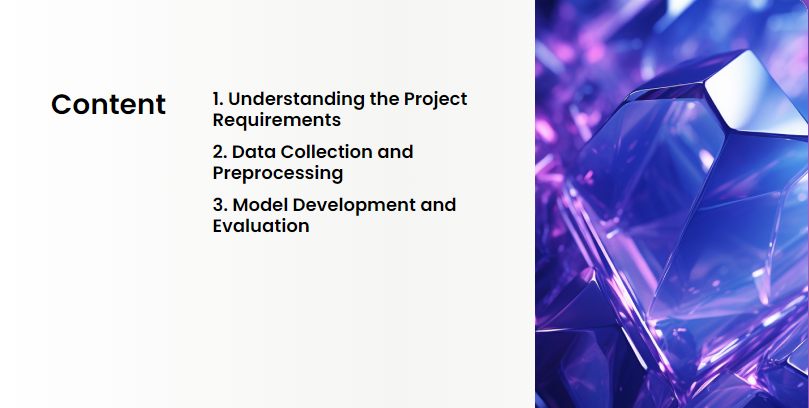 Content
1. Understanding the Project
Requirements
2. Data Collection and
Preprocessing
3. Model Development and
Evaluation